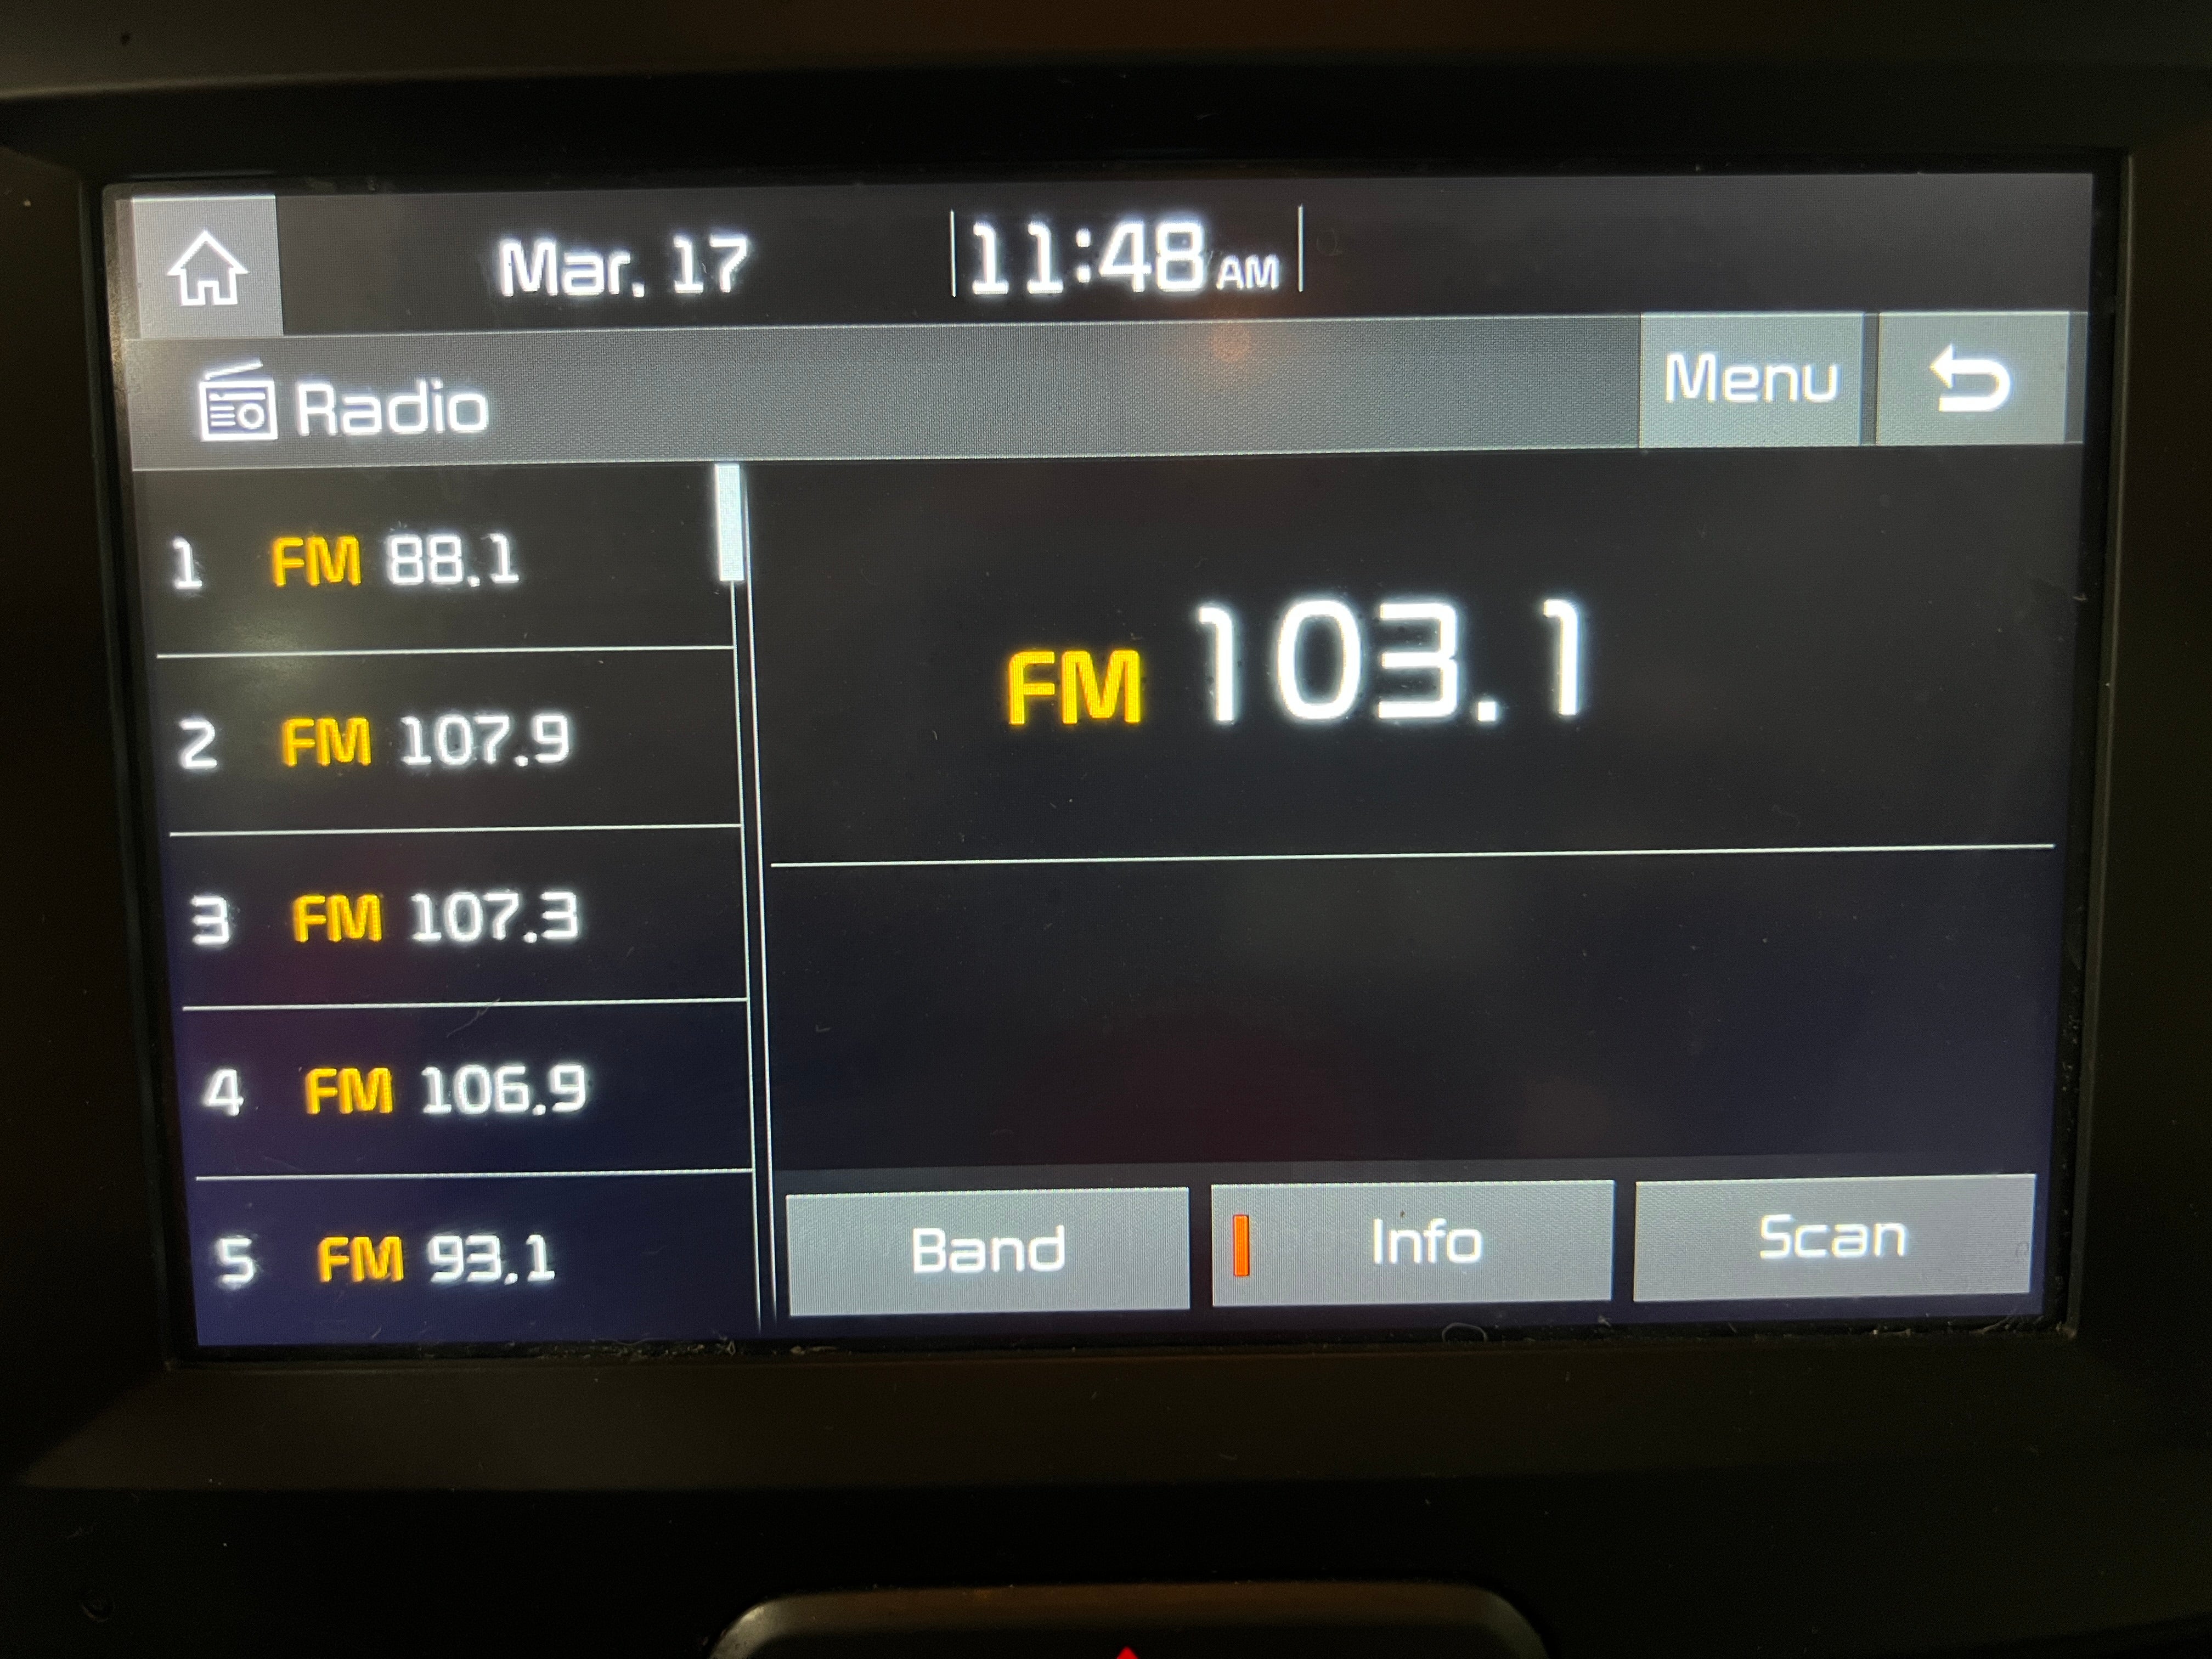 Mar. 17 11:48 AM
Radio Menu
1 FM 88.1
2 FM 107.9
3 FM 107.3
4 FM 106.9
5 FM 93.1
FM 103.1
Band Info Scan